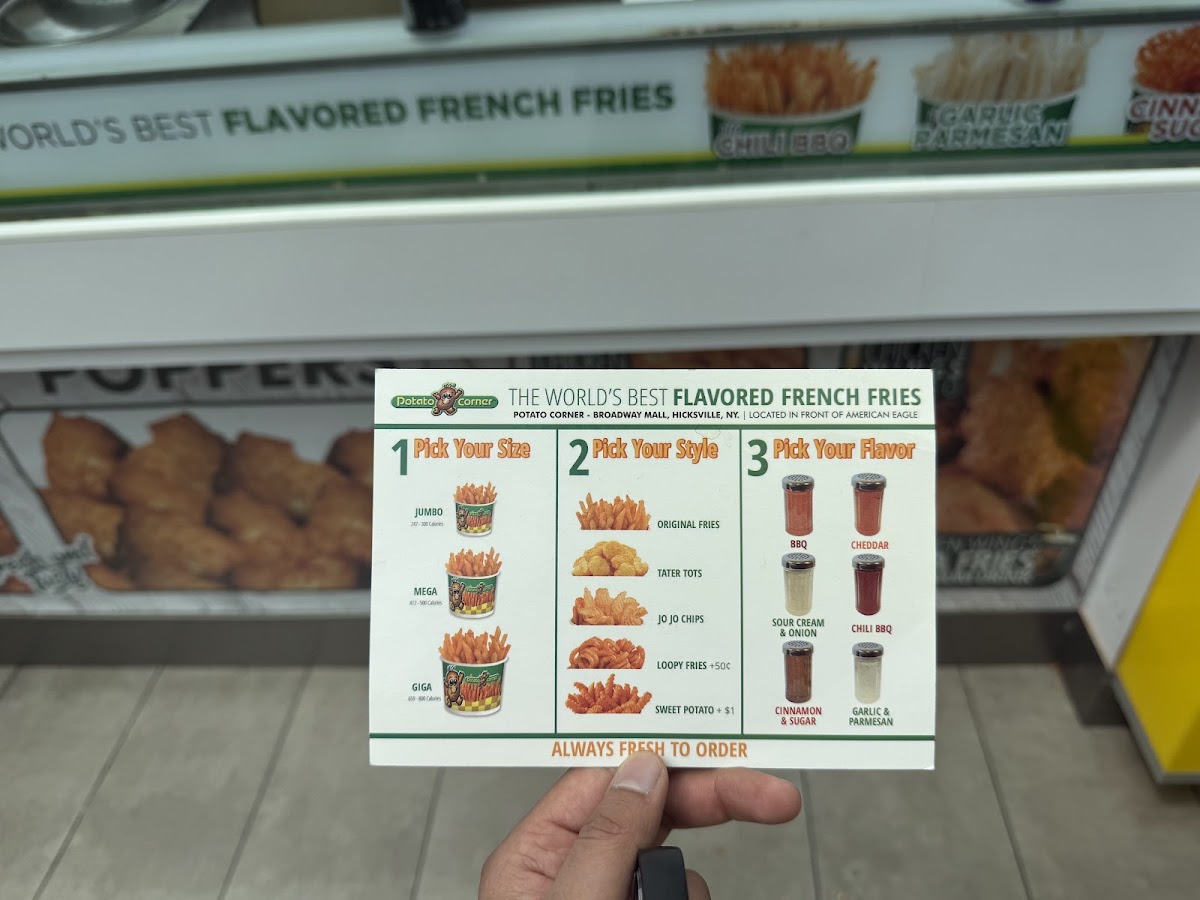 WORLD'S BEST FLAVORED FRENCH FRIES
CHILI BBQ
GARLIC
PARMESAN
POPPERS
Potato Corner
THE WORLD'S BEST FLAVORED FRENCH FRIES
POTATO CORNER - BROADWAY MALL, HICKSVILLE, NY. | LOCATED IN FRONT OF AMERICAN EAGLE
1 Pick Your Size
JUMBO
MEGA
GIGA
2 Pick Your Style
ORIGINAL FRIES
TATER TOTS
JO JO CHIPS
LOOPY FRIES +50¢
SWEET POTATO + $1
3 Pick Your Flavor
BBQ
CHEDDAR
SOUR CREAM
& ONION
CHILI BBQ
CINNAMON
& SUGAR
GARLIC &
PARMESAN
ALWAYS FRESH TO ORDER